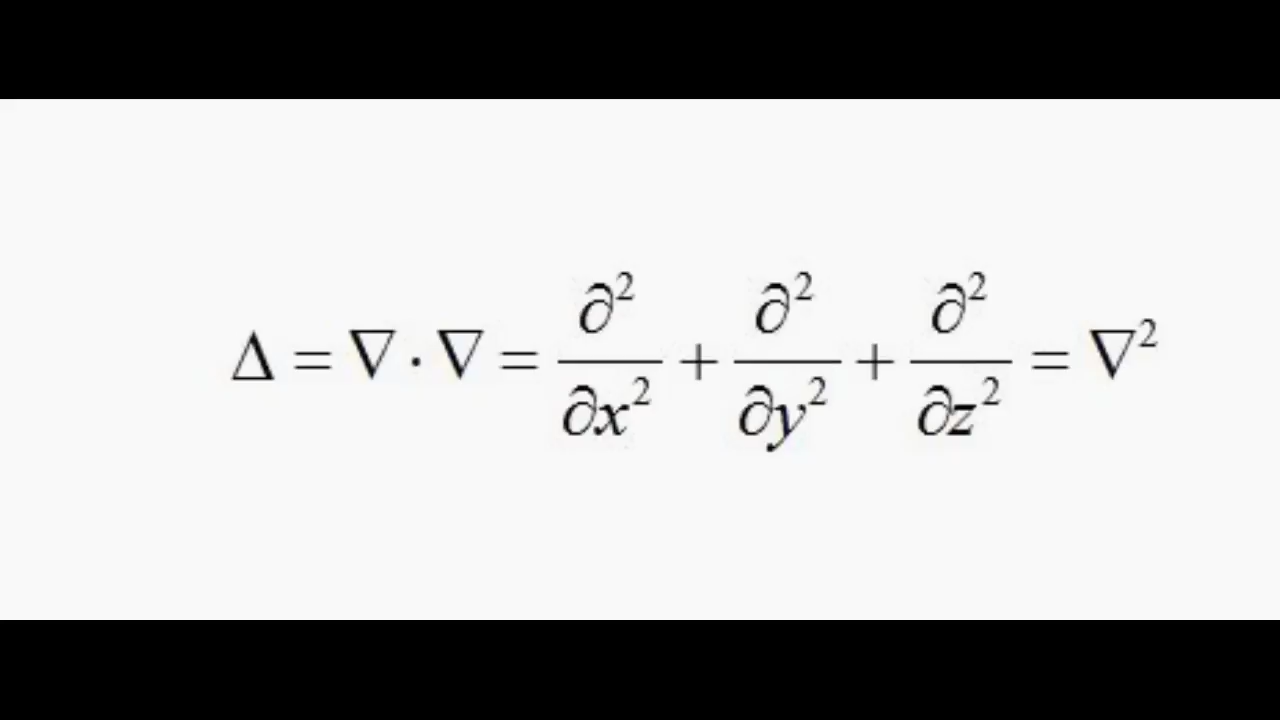 Δ = ∇ · ∇ = ∂²/∂x² + ∂²/∂y² + ∂²/∂z² = ∇²